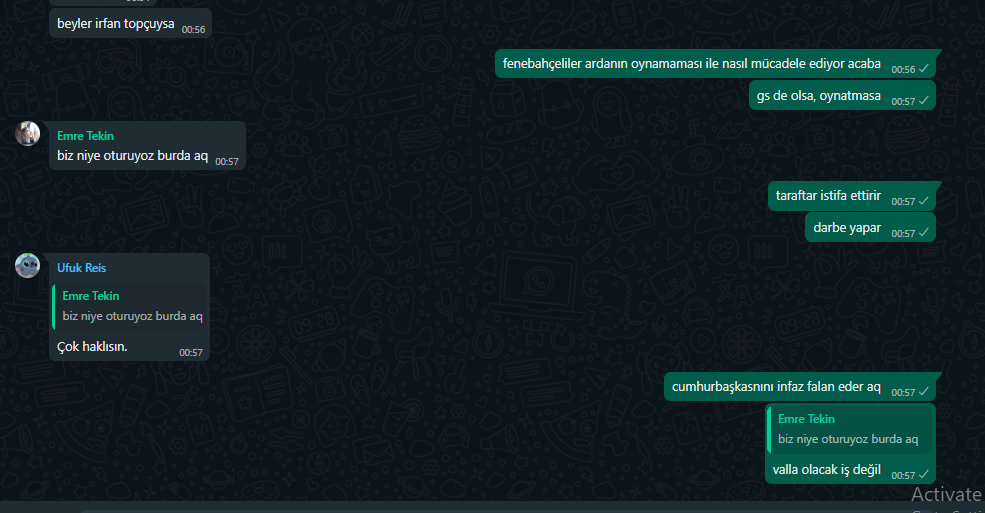 beyler irfan topçuysa 00:56
fenebahçeliler ardanın oynamaması ile nasıl mücadele ediyor acaba 00:56
gs de olsa, oynatmasa 00:57
Emre Tekin
biz niye oturuyoz burda aq 00:57
taraftar istifa ettirir 00:57
darbe yapar 00:57
Ufuk Reis
Emre Tekin
biz niye oturuyoz burda aq
Çok haklısın. 00:57
cumhurbaşkasnını infaz falan eder aq 00:57
Emre Tekin
biz niye oturuyoz burda aq
valla olacak iş değil 00:57
Activate